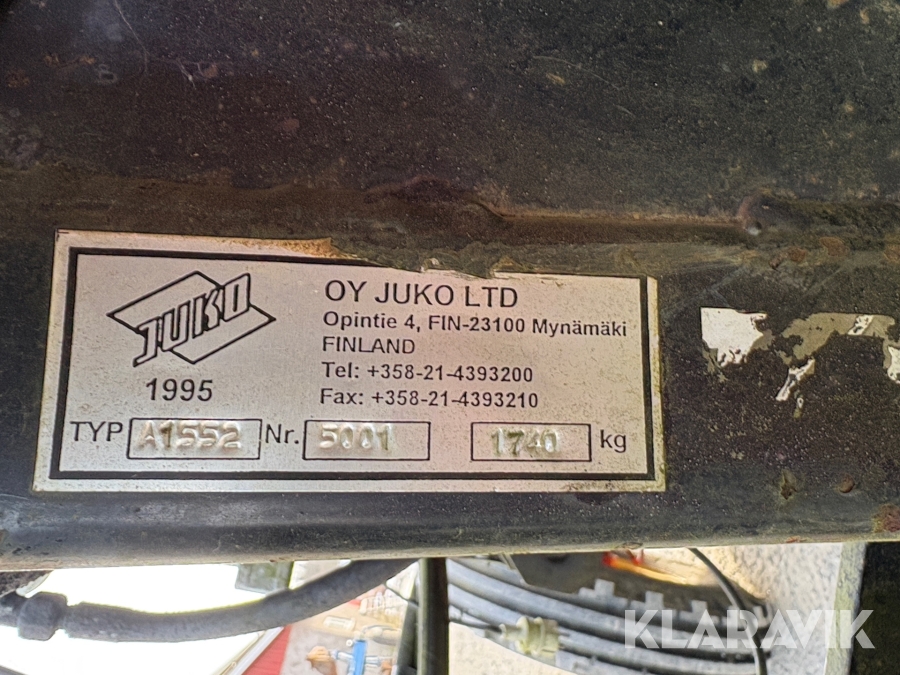 JUKO
1995
OY JUKO LTD
Opintie 4, FIN-23100 Mynämäki
FINLAND
Tel: +358-21-4393200
Fax: +358-21-4393210
TYP A1552 Nr. 5001 1740 kg
KLARAVIK
KLARAVIK